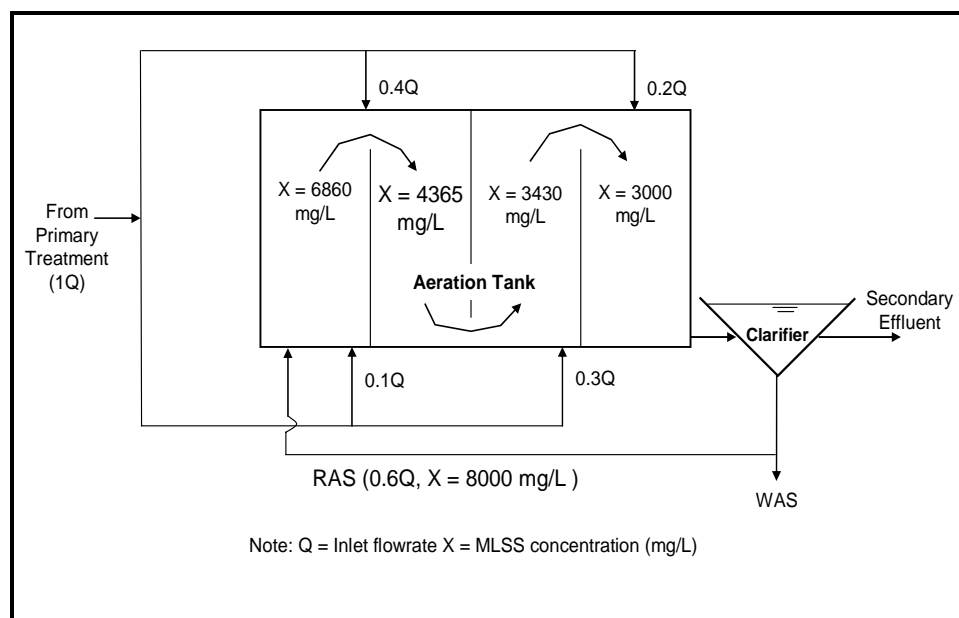 0.4Q
0.2Q
X = 6860
mg/L
X = 4365
mg/L
X = 3430
mg/L
X = 3000
mg/L
From
Primary
Treatment
(1Q)
Aeration Tank
Secondary
Effluent
Clarifier
0.1Q
0.3Q
RAS (0.6Q, X = 8000 mg/L )
WAS
Note: Q = Inlet flowrate X = MLSS concentration (mg/L)